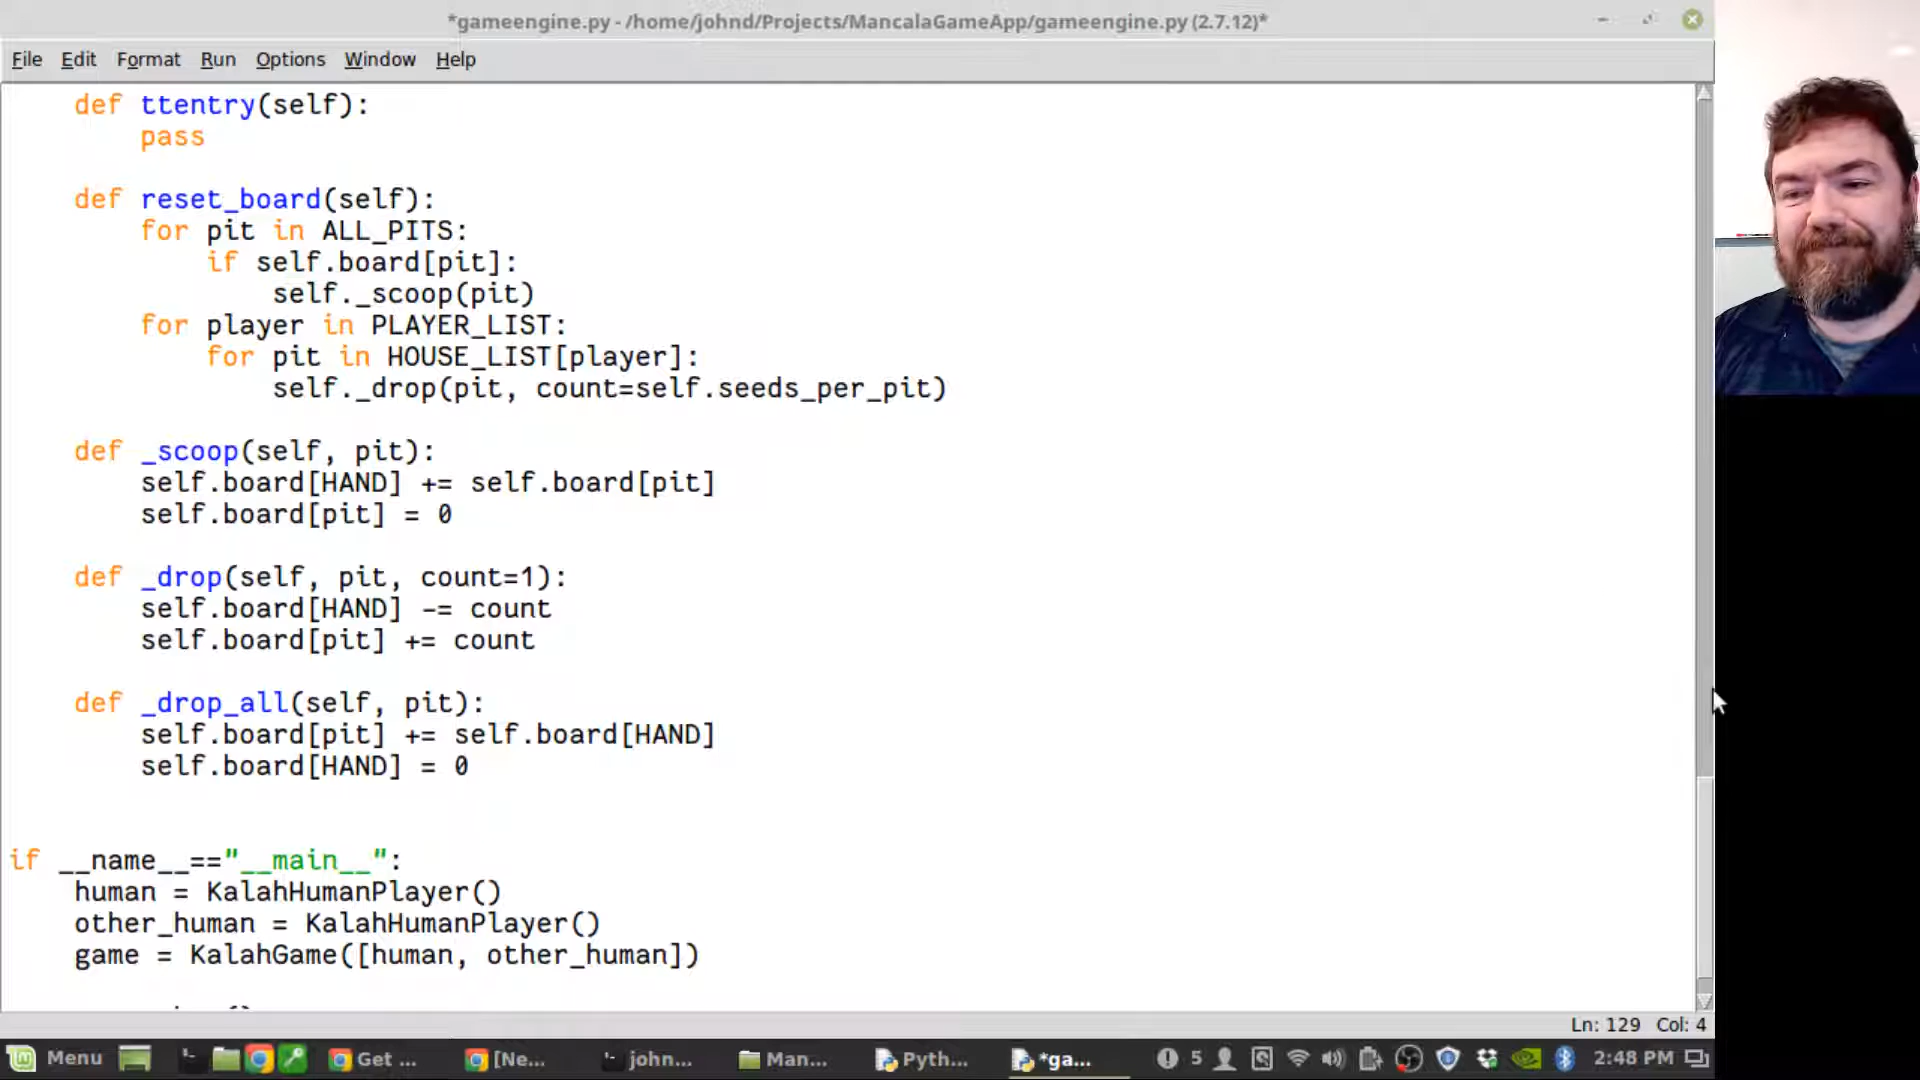 *gameengine.py - /home/johnd/Projects/MancalaGameApp/gameengine.py (2.7.12)*
File Edit Format Run Options Window Help
def ttentry(self):
pass
def reset_board(self):
for pit in ALL_PITS:
if self.board[pit]:
self._scoop(pit)
for player in PLAYER_LIST:
for pit in HOUSE_LIST[player]:
self._drop(pit, count=self.seeds_per_pit)
def _scoop(self, pit):
self.board[HAND] += self.board[pit]
self.board[pit] = 0
def _drop(self, pit, count=1):
self.board[HAND] -= count
self.board[pit] += count
def _drop_all(self, pit):
self.board[pit] += self.board[HAND]
self.board[HAND] = 0
if __name__=="__main__":
human = KalahHumanPlayer()
other_human = KalahHumanPlayer()
game = KalahGame([human, other_human])
Ln: 129 Col: 4
Menu Get ... [Ne... john... Man... Pyth... *ga... 5 2:48 PM